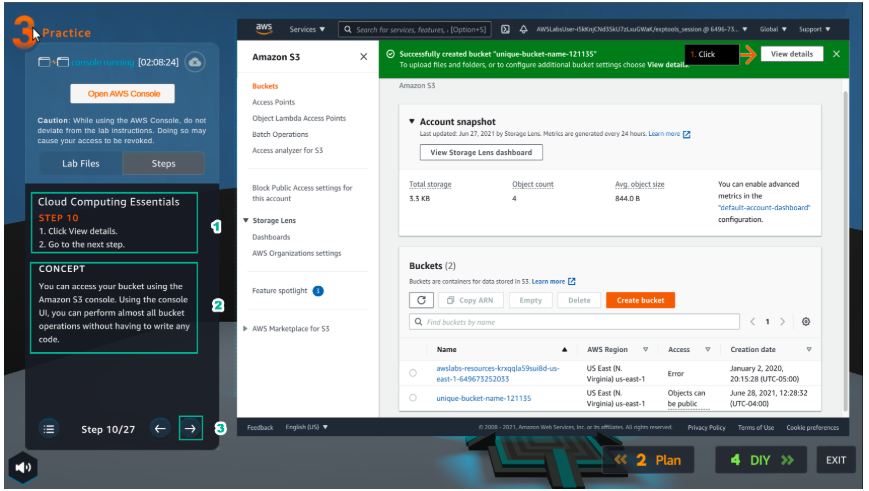 3 Practice
console running [02:08:24]
Open AWS Console
Caution: While using the AWS Console, do not
deviate from the lab instructions. Doing so may
cause your access to be revoked.
Lab Files Steps
Cloud Computing Essentials
STEP 10
1. Click View details.
2. Go to the next step.
1
CONCEPT
You can access your bucket using the
Amazon S3 console. Using the console
UI, you can perform almost all bucket
operations without having to write any
code.
2
Step 10/27
3
aws Services ▼ Search for services, features, [Option+S] Global ▼ Support ▼
Amazon S3 X
Buckets
Access Points
Object Lambda Access Points
Batch Operations
Access analyzer for S3
Block Public Access settings for
this account
▼ Storage Lens
Dashboards
AWS Organizations settings
Feature spotlight 3
AWS Marketplace for S3
Successfully created bucket "unique-bucket-name-121135"
To upload files and folders, or to configure additional bucket settings choose View details.
1. Click
View details
Amazon S3
▼ Account snapshot
Last updated: Jun 27, 2021 by Storage Lens. Metrics are generated every 24 hours. Learn more
View Storage Lens dashboard
Total storage Object count Avg. object size
3.3 KB 4 844.0 B
You can enable advanced
metrics in the
"default-account-dashboard"
configuration.
Buckets (2)
Buckets are containers for data stored in S3. Learn more
Copy ARN Empty Delete Create bucket
Find buckets by name < 1 >
Name ▲ AWS Region ▽ Access ▽ Creation date ▽
awslabs-resources-krxqqla59sui8d-us-
east-1-649673252033
US East (N.
Virginia) us-east-1
Error
January 2, 2020,
20:15:28 (UTC-05:00)
unique-bucket-name-121135
US East (N.
Virginia) us-east-1
Objects can
be public
June 28, 2021, 12:28:32
(UTC-04:00)
Feedback English (US) ▼ © 2008 - 2021, Amazon Web Services, Inc. or its affiliates. All rights reserved. Privacy Policy Terms of Use Cookie preferences
<< 2 Plan 4 DIY >> EXIT